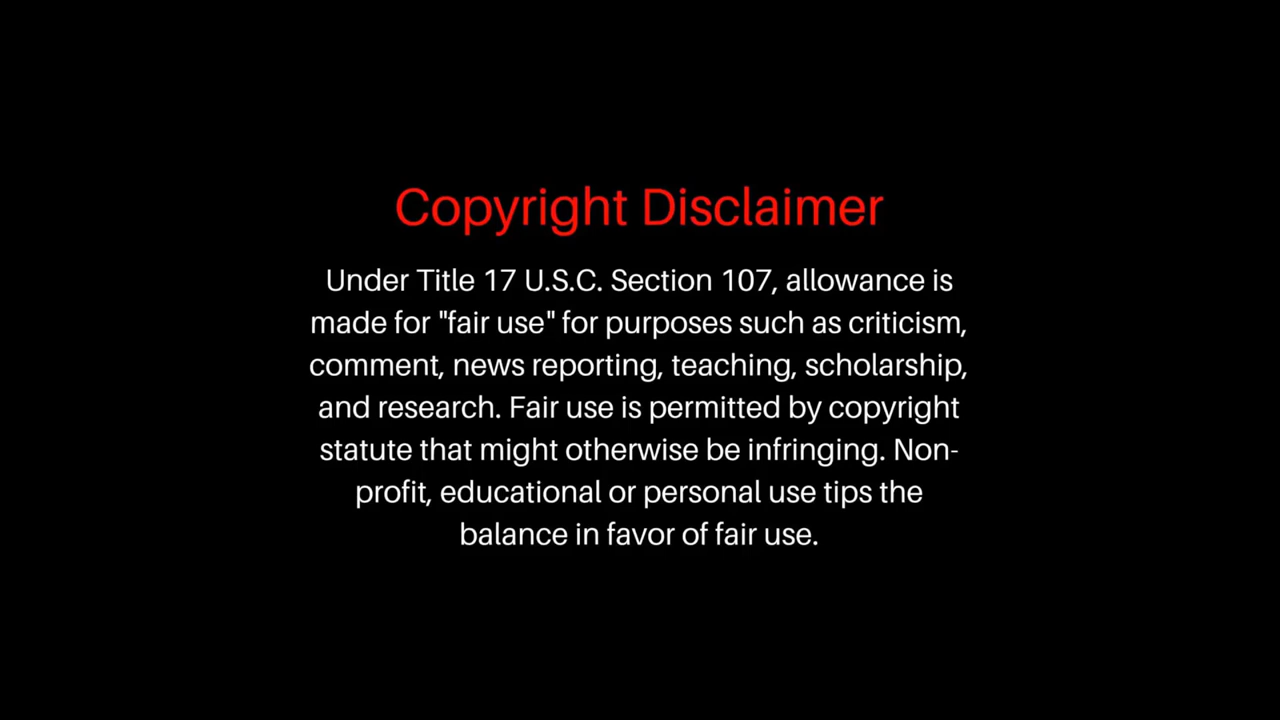 Copyright Disclaimer
Under Title 17 U.S.C. Section 107, allowance is
made for "fair use" for purposes such as criticism,
comment, news reporting, teaching, scholarship,
and research. Fair use is permitted by copyright
statute that might otherwise be infringing. Non-
profit, educational or personal use tips the
balance in favor of fair use.